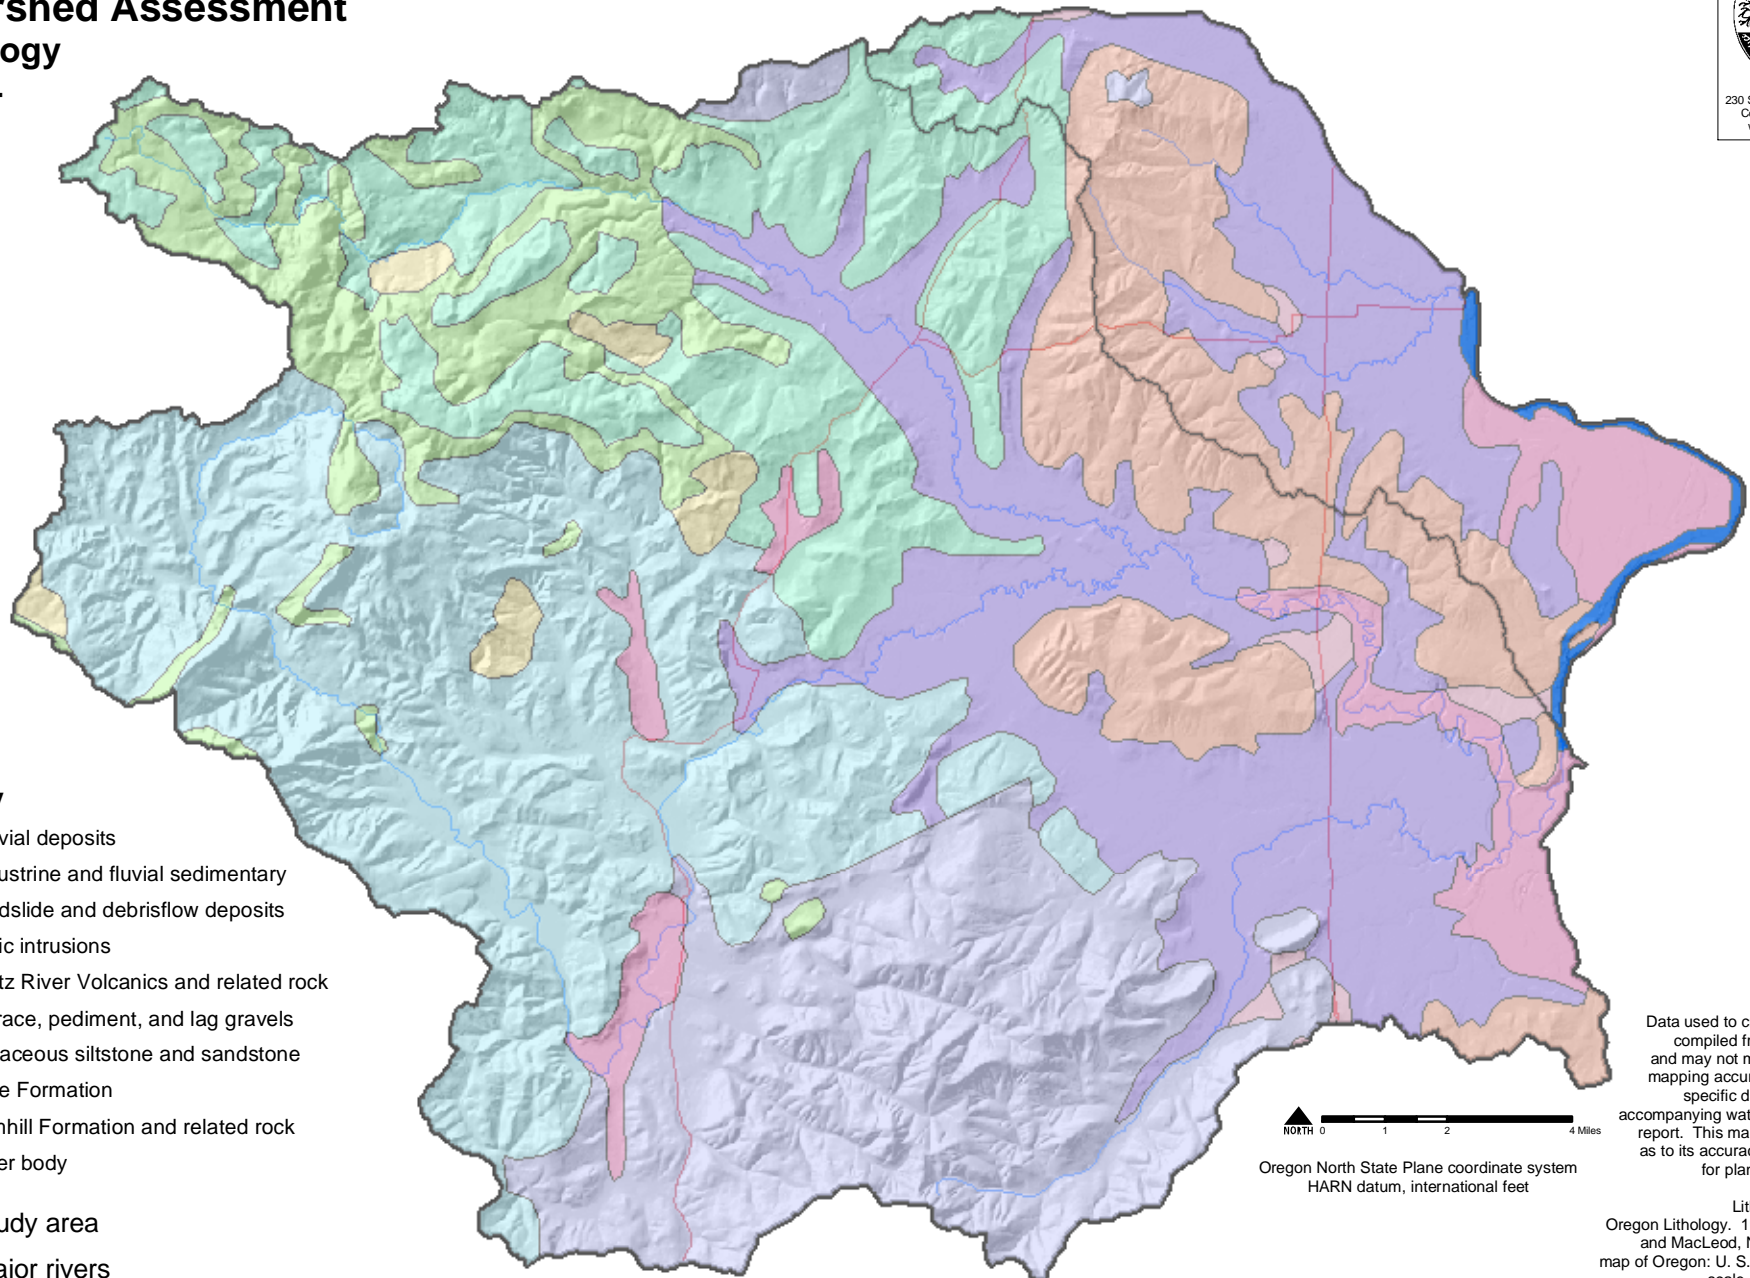 rshed Assessment
ogy
230 S
C
vial deposits
ustrine and fluvial sedimentary
dslide and debrisflow deposits
ic intrusions
tz River Volcanics and related rock
race, pediment, and lag gravels
aceous siltstone and sandstone
e Formation
nhill Formation and related rock
er body
udy area
ajor rivers
NORTH 0 1 2 4 Miles
Oregon North State Plane coordinate system
HARN datum, international feet
Data used to c
compiled fr
and may not m
mapping accur
specific d
accompanying wat
report. This ma
as to its accurac
for plan
Lit
Oregon Lithology. 1
and MacLeod, N
map of Oregon: U. S.
scale